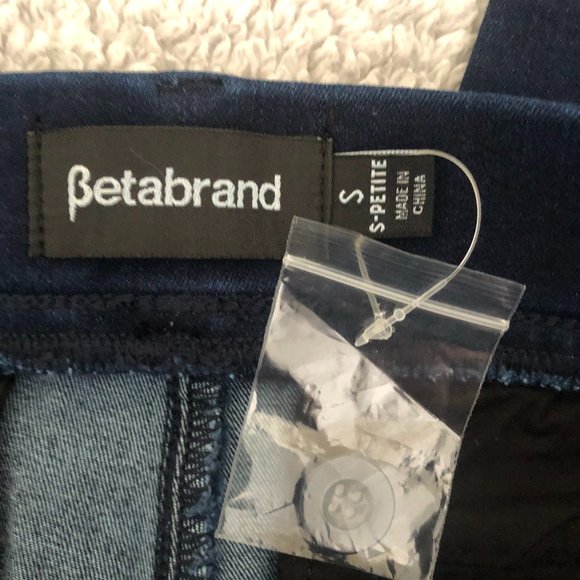 βetabrand
S
S-PETITE
MADE IN
CHINA